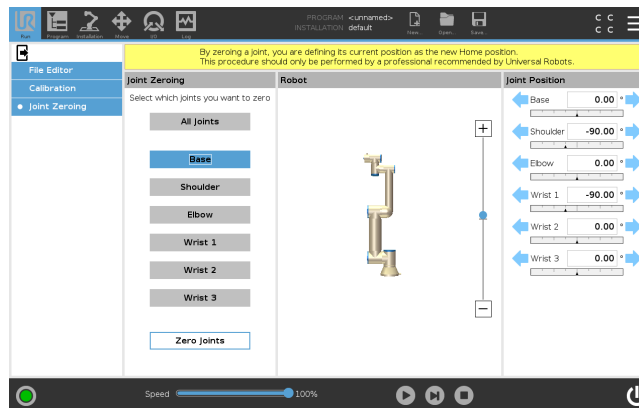 PROGRAM <unnamed>
INSTALLATION default
Run
Program
Installation
Move
I/O
Log
New...
Open...
Save...
C C
C C
By zeroing a joint, you are defining its current position as the new Home position.
This procedure should only be performed by a professional recommended by Universal Robots.
File Editor
Calibration
Joint Zeroing
Joint Zeroing
Select which joints you want to zero
All Joints
Base
Shoulder
Elbow
Wrist 1
Wrist 2
Wrist 3
Zero joints
Robot
Joint Position
Base 0.00 °
Shoulder -90.00 °
Elbow 0.00 °
Wrist 1 -90.00 °
Wrist 2 0.00 °
Wrist 3 0.00 °
Speed 100%